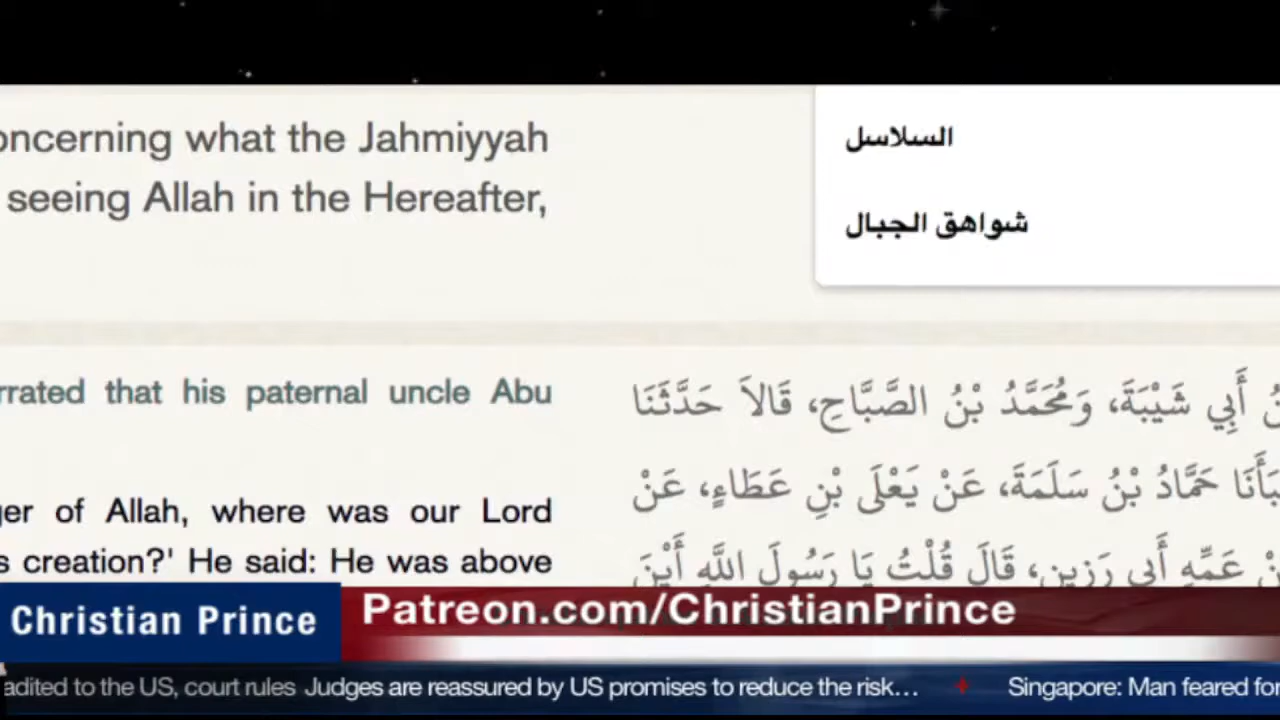 oncerning what the Jahmiyyah
seeing Allah in the Hereafter,
السلاسل
شواهق الجبال
rrated that his paternal uncle Abu
ger of Allah, where was our Lord
s creation?' He said: He was above
نُ أَبِي شَيْبَةَ، وَمُحَمَّدُ بْنُ الصَّبَّاحِ، قَالاَ حَدَّثَنَا
بَأَنَا حَمَّادُ بْنُ سَلَمَةَ، عَنْ يَعْلَى بْنِ عَطَاءٍ، عَنْ
نْ عَمِّهِ أَبِي رَزِينٍ، قَالَ قُلْتُ يَا رَسُولَ اللَّهِ أَيْنَ
Christian Prince
Patreon.com/ChristianPrince
adited to the US, court rules Judges are reassured by US promises to reduce the risk… Singapore: Man feared for